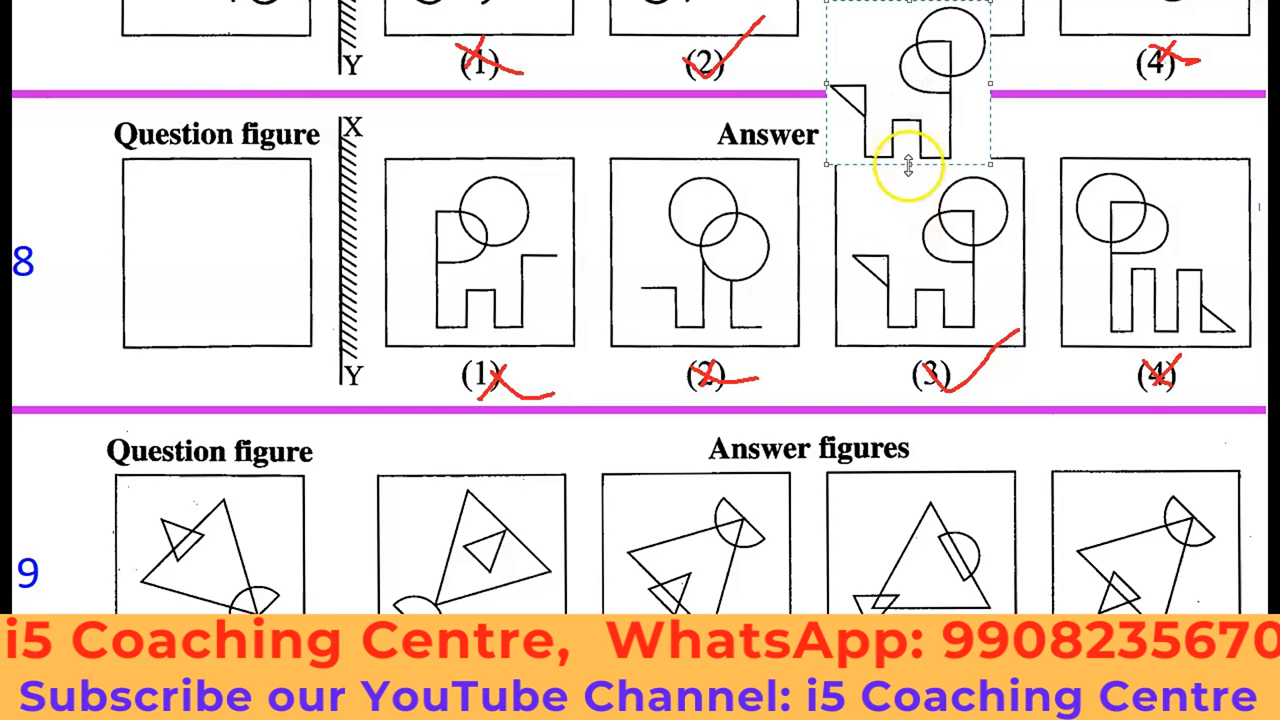 Y
(1)
(2)
(4)
Question figure
X
Answer
8
Y
(1)
(2)
(3)
(4)
Question figure
Answer figures
9
i5 Coaching Centre, WhatsApp: 9908235670
Subscribe our YouTube Channel: i5 Coaching Centre